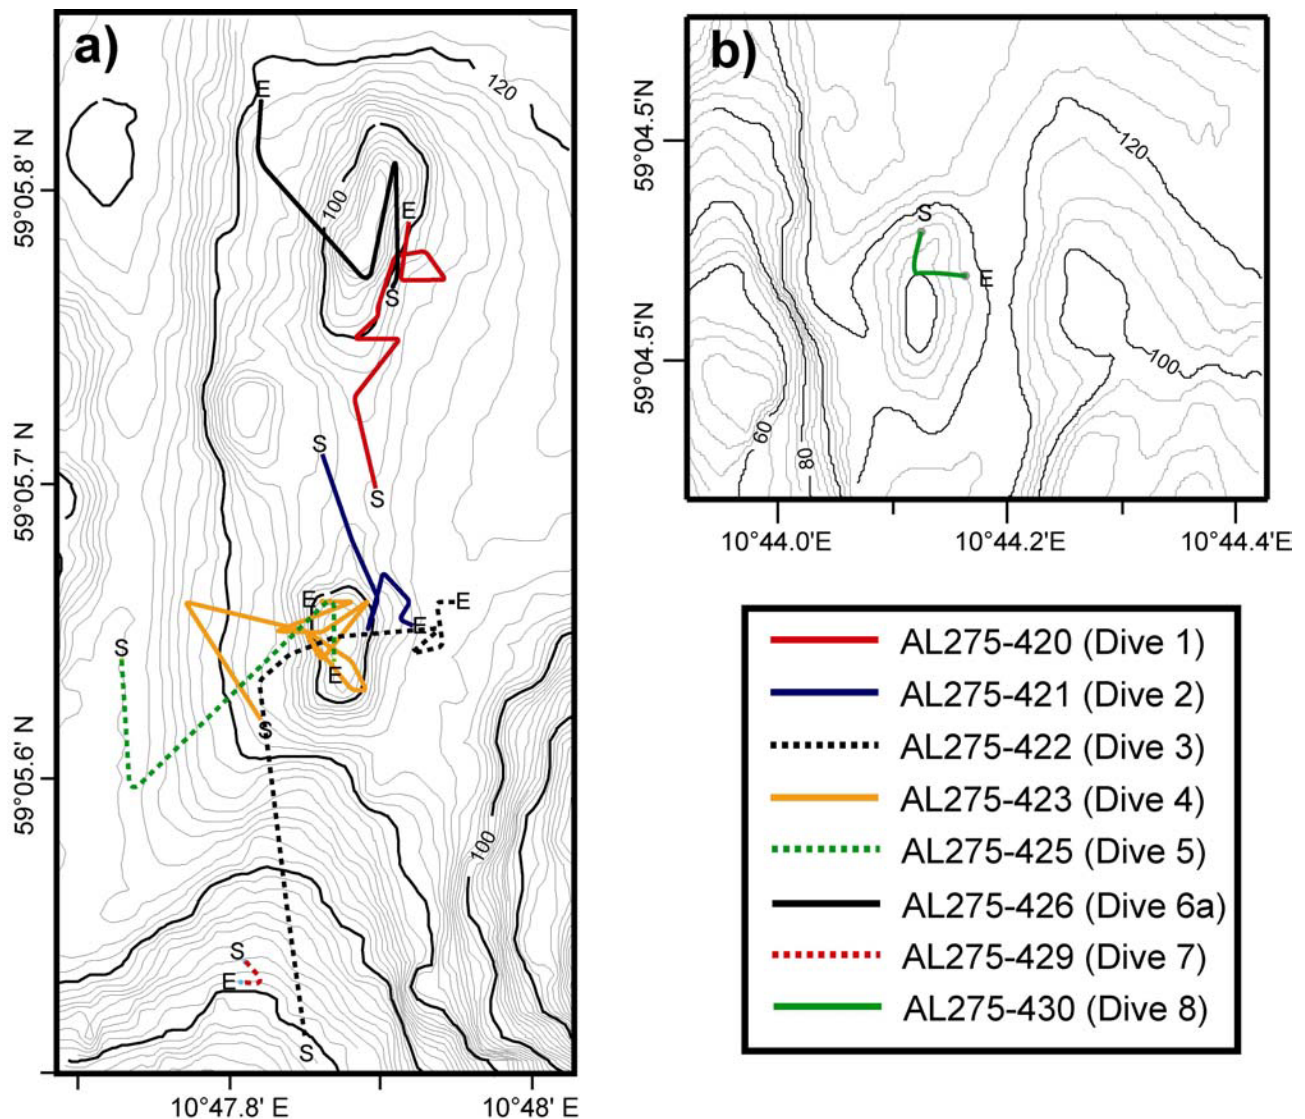 a)
120
E
59°05.8' N
100
E
S
S
59°05.7' N
S
E
E
E
S
E
S
59°05.6' N
100
S
E
S
10°47.8' E
10°48' E
b)
59°04.5'N
120
S
E
59°04.5'N
100
60
80
10°44.0'E
10°44.2'E
10°44.4'E
AL275-420 (Dive 1)
AL275-421 (Dive 2)
AL275-422 (Dive 3)
AL275-423 (Dive 4)
AL275-425 (Dive 5)
AL275-426 (Dive 6a)
AL275-429 (Dive 7)
AL275-430 (Dive 8)